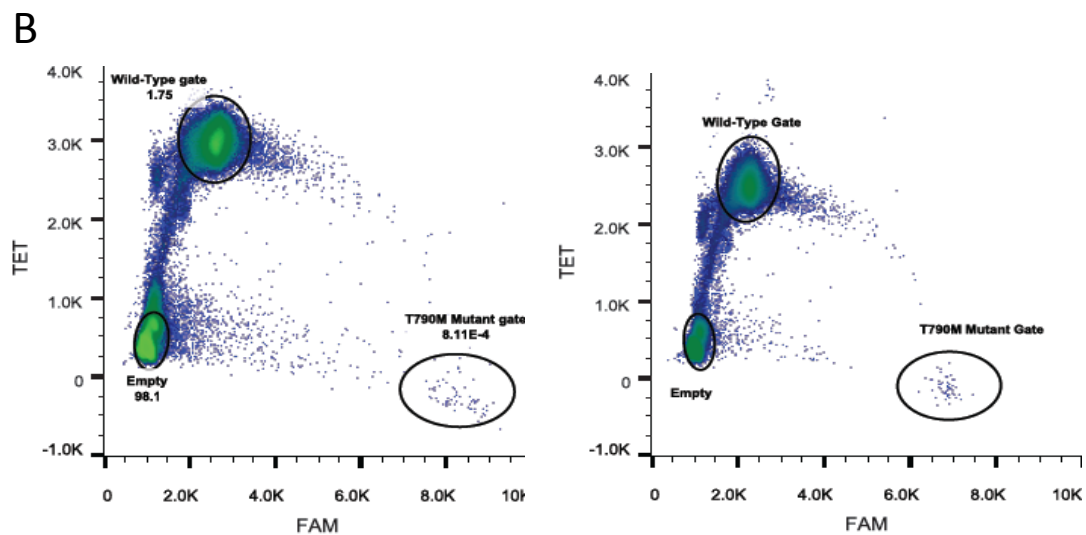 B
4.0K
Wild-Type gate
1.75
3.0K
2.0K
TET
1.0K
T790M Mutant gate
8.11E-4
0
Empty
98.1
-1.0K
0 2.0K 4.0K 6.0K 8.0K 10K
FAM
4.0K
Wild-Type Gate
3.0K
2.0K
TET
1.0K
T790M Mutant Gate
0
Empty
-1.0K
0 2.0K 4.0K 6.0K 8.0K 10K
FAM